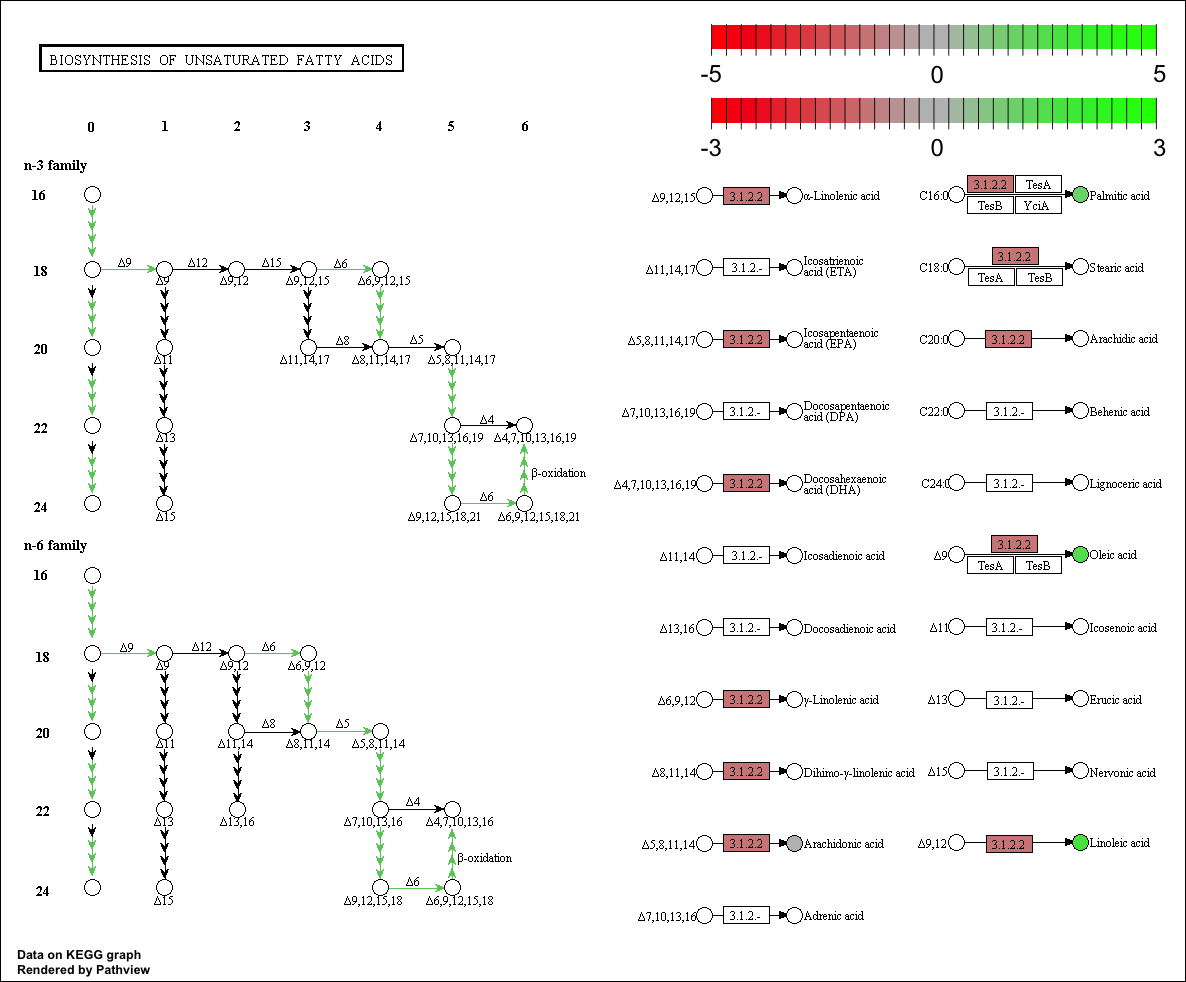 BIOSYNTHESIS OF UNSATURATED FATTY ACIDS
-5 0 5
-3 0 3
0 1 2 3 4 5 6
n-3 family
16
18
Δ9 Δ12 Δ15 Δ6
Δ9 Δ9,12 Δ9,12,15 Δ6,9,12,15
20
Δ8 Δ5
Δ11 Δ11,14,17 Δ8,11,14,17 Δ5,8,11,14,17
22
Δ4
Δ13 Δ7,10,13,16,19 Δ4,7,10,13,16,19
β-oxidation
24
Δ6
Δ15 Δ9,12,15,18,21 Δ6,9,12,15,18,21
n-6 family
16
18
Δ9 Δ12 Δ6
Δ9 Δ9,12 Δ6,9,12
20
Δ8 Δ5
Δ11 Δ11,14 Δ8,11,14 Δ5,8,11,14
22
Δ4
Δ13 Δ13,16 Δ7,10,13,16 Δ4,7,10,13,16
β-oxidation
24
Δ6
Δ15 Δ9,12,15,18 Δ6,9,12,15,18
Δ9,12,15 3.1.2.2 α-Linolenic acid
Δ11,14,17 3.1.2.- Icosatrienoic
acid (ETA)
Δ5,8,11,14,17 3.1.2.2 Icosapentaenoic
acid (EPA)
Δ7,10,13,16,19 3.1.2.- Docosapentaenoic
acid (DPA)
Δ4,7,10,13,16,19 3.1.2.2 Docosahexaenoic
acid (DHA)
Δ11,14 3.1.2.- Icosadienoic acid
Δ13,16 3.1.2.- Docosadienoic acid
Δ6,9,12 3.1.2.2 γ-Linolenic acid
Δ8,11,14 3.1.2.2 Dihimo-γ-linolenic acid
Δ5,8,11,14 3.1.2.2 Arachidonic acid
Δ7,10,13,16 3.1.2.- Adrenic acid
3.1.2.2 TesA
C16:0 Palmitic acid
TesB YciA
3.1.2.2
C18:0 Stearic acid
TesA TesB
C20:0 3.1.2.2 Arachidic acid
C22:0 3.1.2.- Behenic acid
C24:0 3.1.2.- Lignoceric acid
3.1.2.2
Δ9 Oleic acid
TesA TesB
Δ11 3.1.2.- Icosenoic acid
Δ13 3.1.2.- Erucic acid
Δ15 3.1.2.- Nervonic acid
Δ9,12 3.1.2.2 Linoleic acid
Data on KEGG graph
Rendered by Pathview